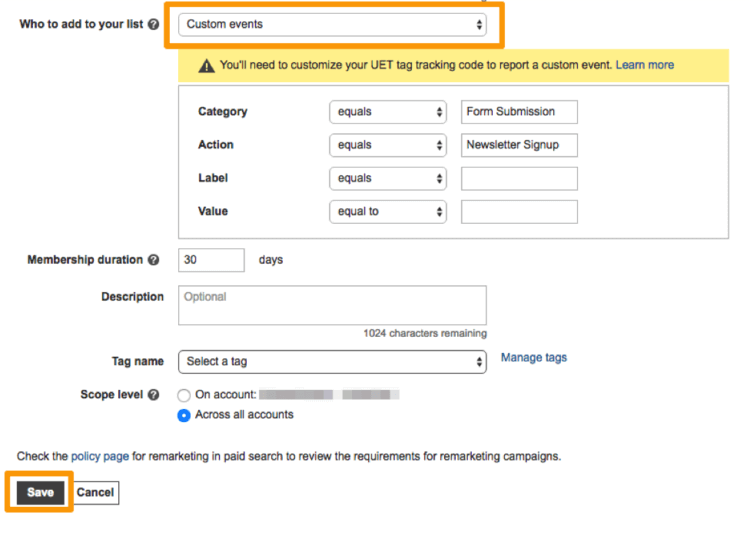 Who to add to your list ? Custom events
You'll need to customize your UET tag tracking code to report a custom event. Learn more
Category equals Form Submission
Action equals Newsletter Signup
Label equals
Value equal to
Membership duration ? 30 days
Description Optional
1024 characters remaining
Tag name Select a tag Manage tags
Scope level ? On account:
Across all accounts
Check the policy page for remarketing in paid search to review the requirements for remarketing campaigns.
Save Cancel